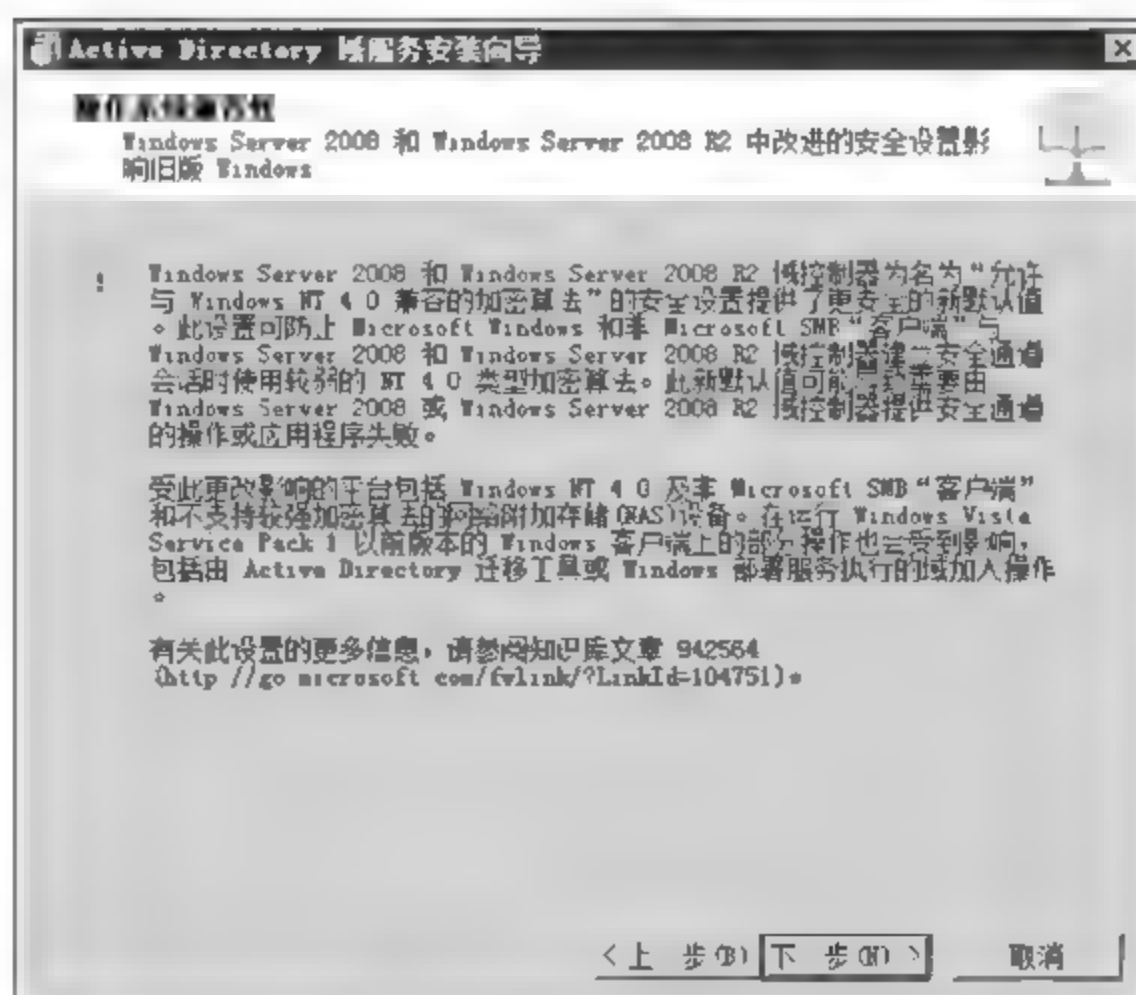 Active Directory 域服务安装向导
操作系统兼容性
Windows Server 2008 和 Windows Server 2008 R2 中改进的安全设置影
响旧版 Windows
Windows Server 2008 和 Windows Server 2008 R2 域控制器为名为“允许
与 Windows NT 4.0 兼容的加密算法”的安全设置提供了更安全的新默认值
。此设置可防止 Microsoft Windows 和非 Microsoft SMB“客户端”与
Windows Server 2008 和 Windows Server 2008 R2 域控制器建立安全通道
会话时使用较弱的 NT 4.0 类型加密算法。此新默认值可能 要由
Windows Server 2008 或 Windows Server 2008 R2 域控制器提供安全通道
的操作或应用程序失败。
受此更改影响的平台包括 Windows NT 4.0 及非 Microsoft SMB“客户端”
和不支持较强加密算法的网络附加存储(NAS)设备。在运行 Windows Vista
Service Pack 1 以前版本的 Windows 客户端上的部分操作也会受到影响,
包括由 Active Directory 迁移工具或 Windows 部署服务执行的域加入操作
。
有关此设置的更多信息，请参阅知识库文章 942564
(http://go.microsoft.com/fwlink/?LinkId=104751)。
< 上一步(B) 下一步(N) > 取消